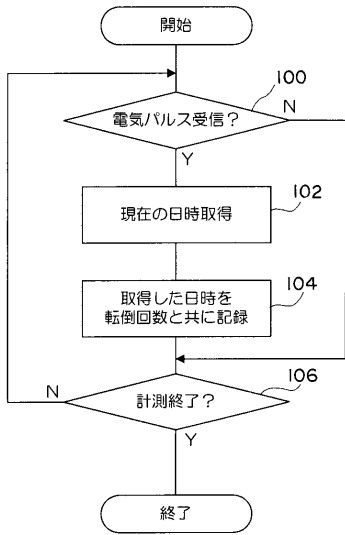 開始
100
電気パルス受信？
N
Y
102
現在の日時取得
104
取得した日時を
転倒回数と共に記録
106
N
計測終了？
Y
終了